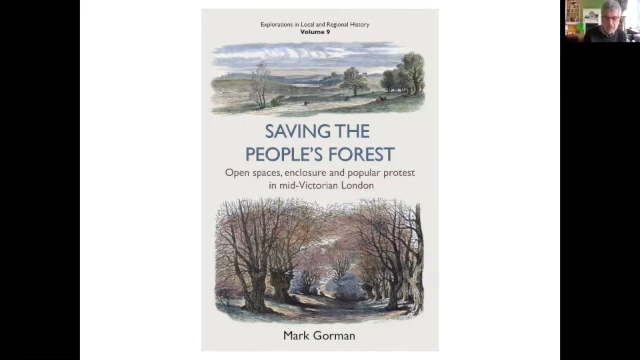 Explorations in Local and Regional History
Volume 9
SAVING THE
PEOPLE'S FOREST
Open spaces, enclosure and popular protest
in mid-Victorian London
Mark Gorman